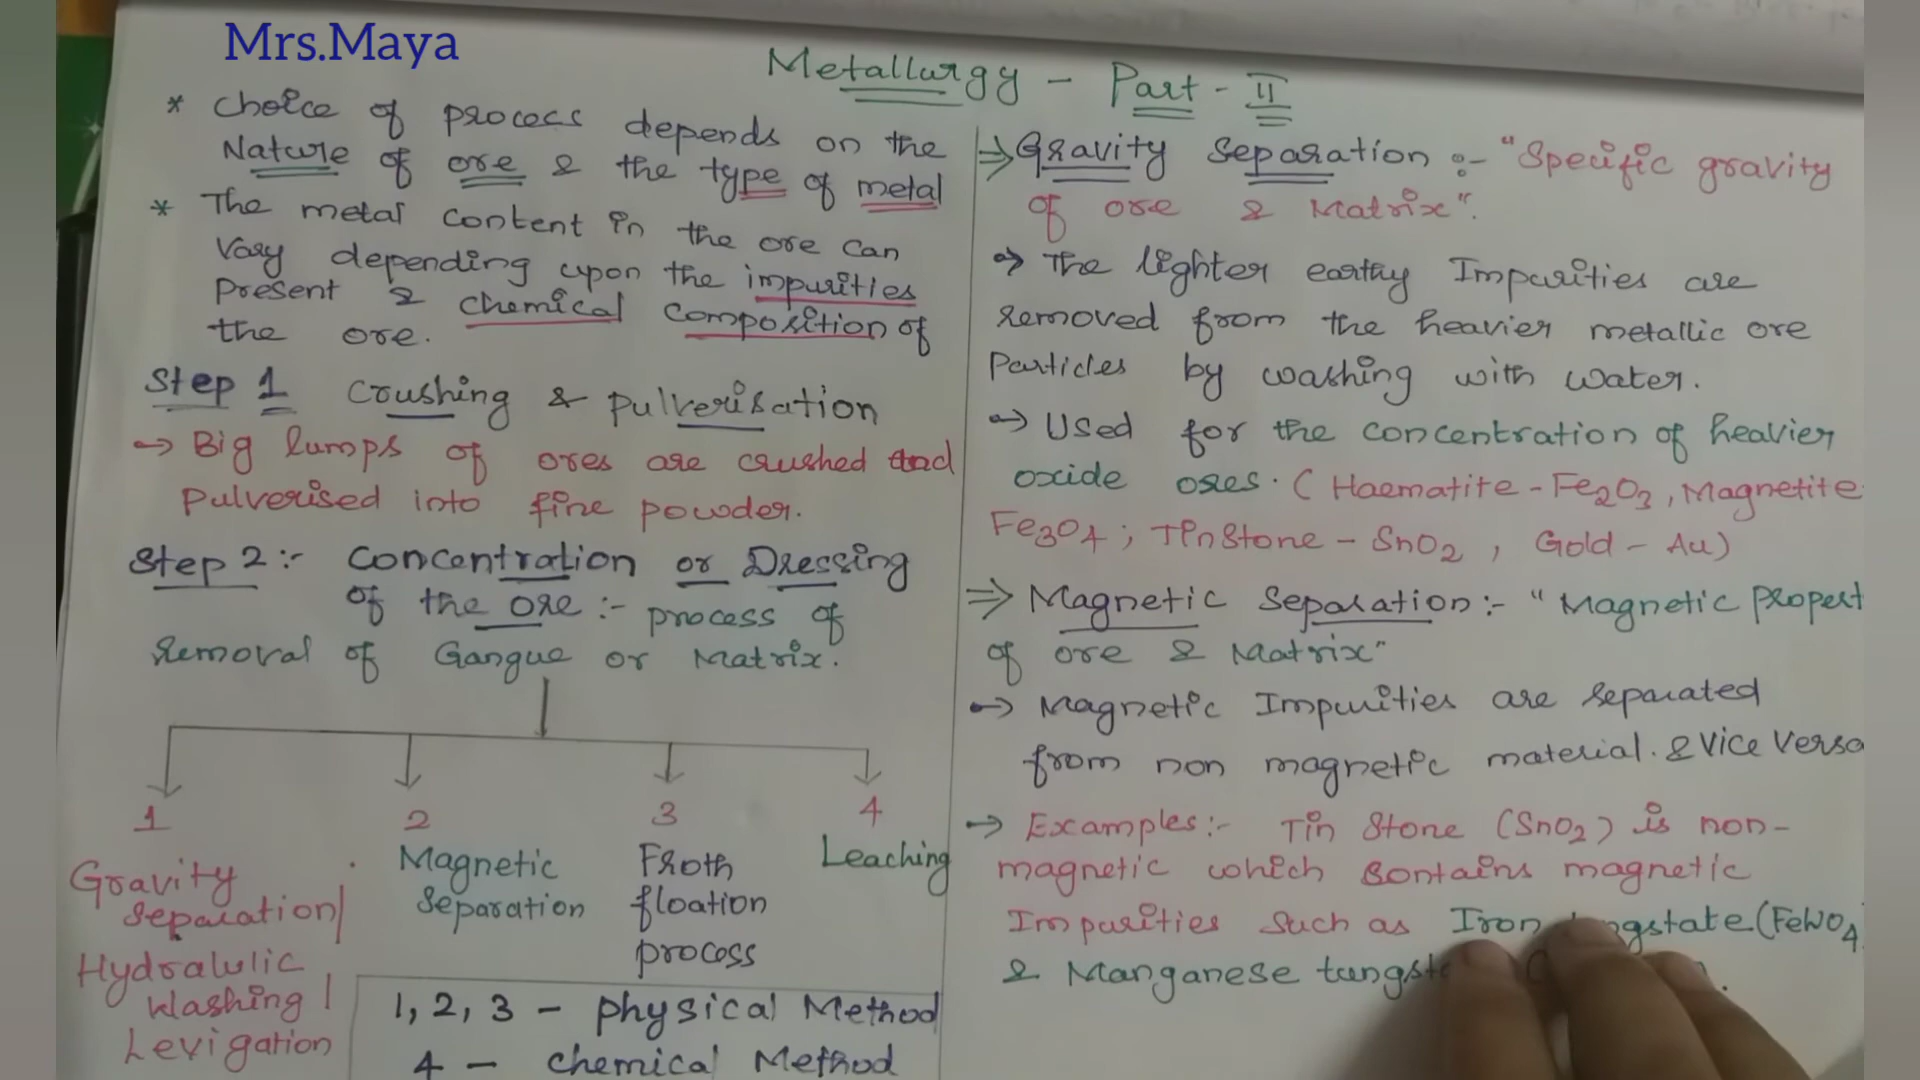 Mrs.Maya
Metallurgy - Part - II
* Choice of process depends on the
Nature of ore & the type of metal
* The metal content in the ore can
vary depending upon the impurities
present & chemical composition of
the ore.
Step 1 Crushing & Pulverisation
→ Big lumps of ores are crushed and
Pulverised into fine powder.
Step 2:- Concentration or Dressing
of the ore :- process of
removal of Gangue or Matrix.
1
Gravity
Separation/
Hydralulic
Washing/
Levigation
2
Magnetic
Separation
3
Froth
floation
process
4
Leaching
1, 2, 3 - physical Method
4 - chemical Method
⇒ Gravity Separation :- "Specific gravity
of ore & Matrix".
→ The lighter earthy Impurities are
removed from the heavier metallic ore
Particles by washing with water.
→ Used for the concentration of heavier
oxide ores. (Haematite - Fe2O3, Magnetite
Fe3O4; TinStone - SnO2, Gold - Au)
⇒ Magnetic Separation:- "Magnetic propert
of ore & Matrix"
→ Magnetic Impurities are separated
from non magnetic material. & Vice Versa
→ Examples:- Tin Stone (SnO2) is non-
magnetic which contains magnetic
Impurities such as Iron (FeWO4
& Manganese